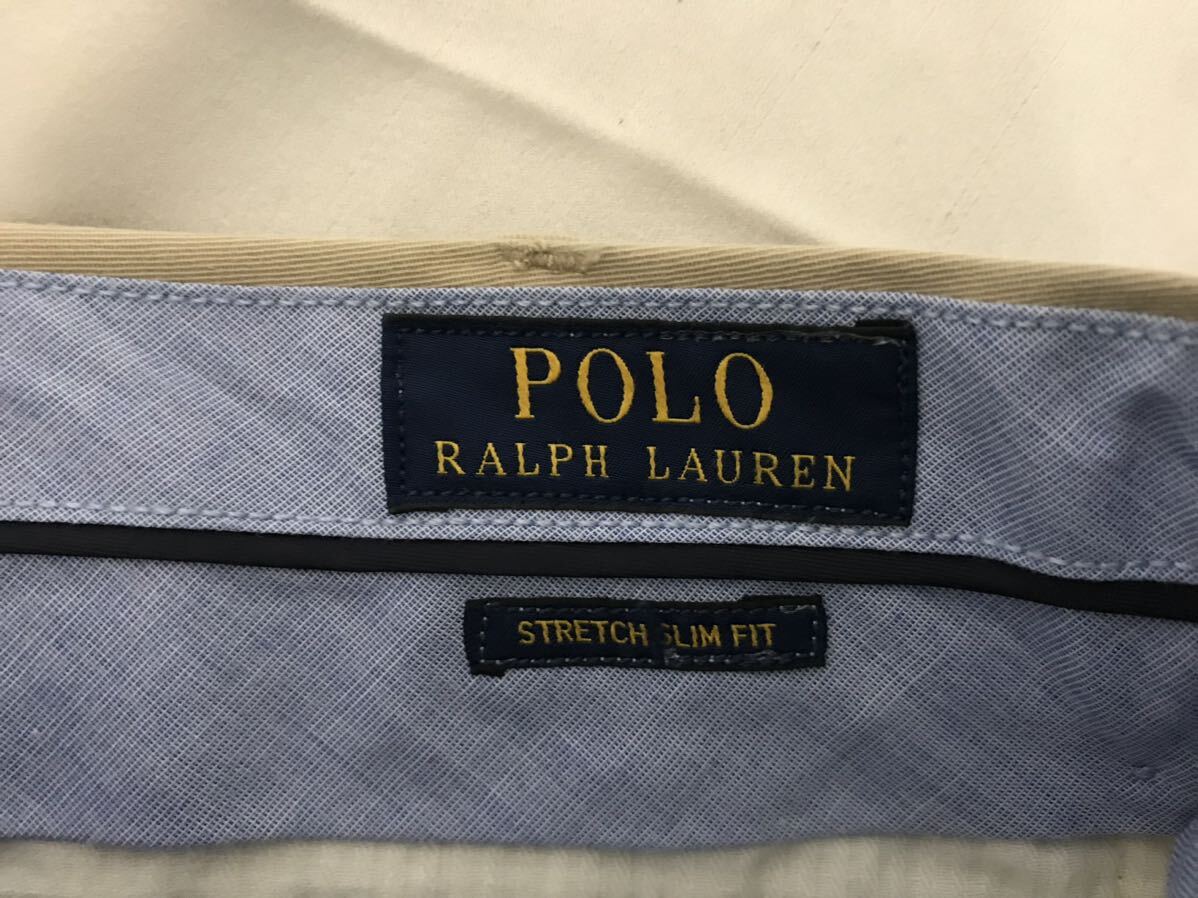 POLO
RALPH LAUREN
STRETCH SLIM FIT